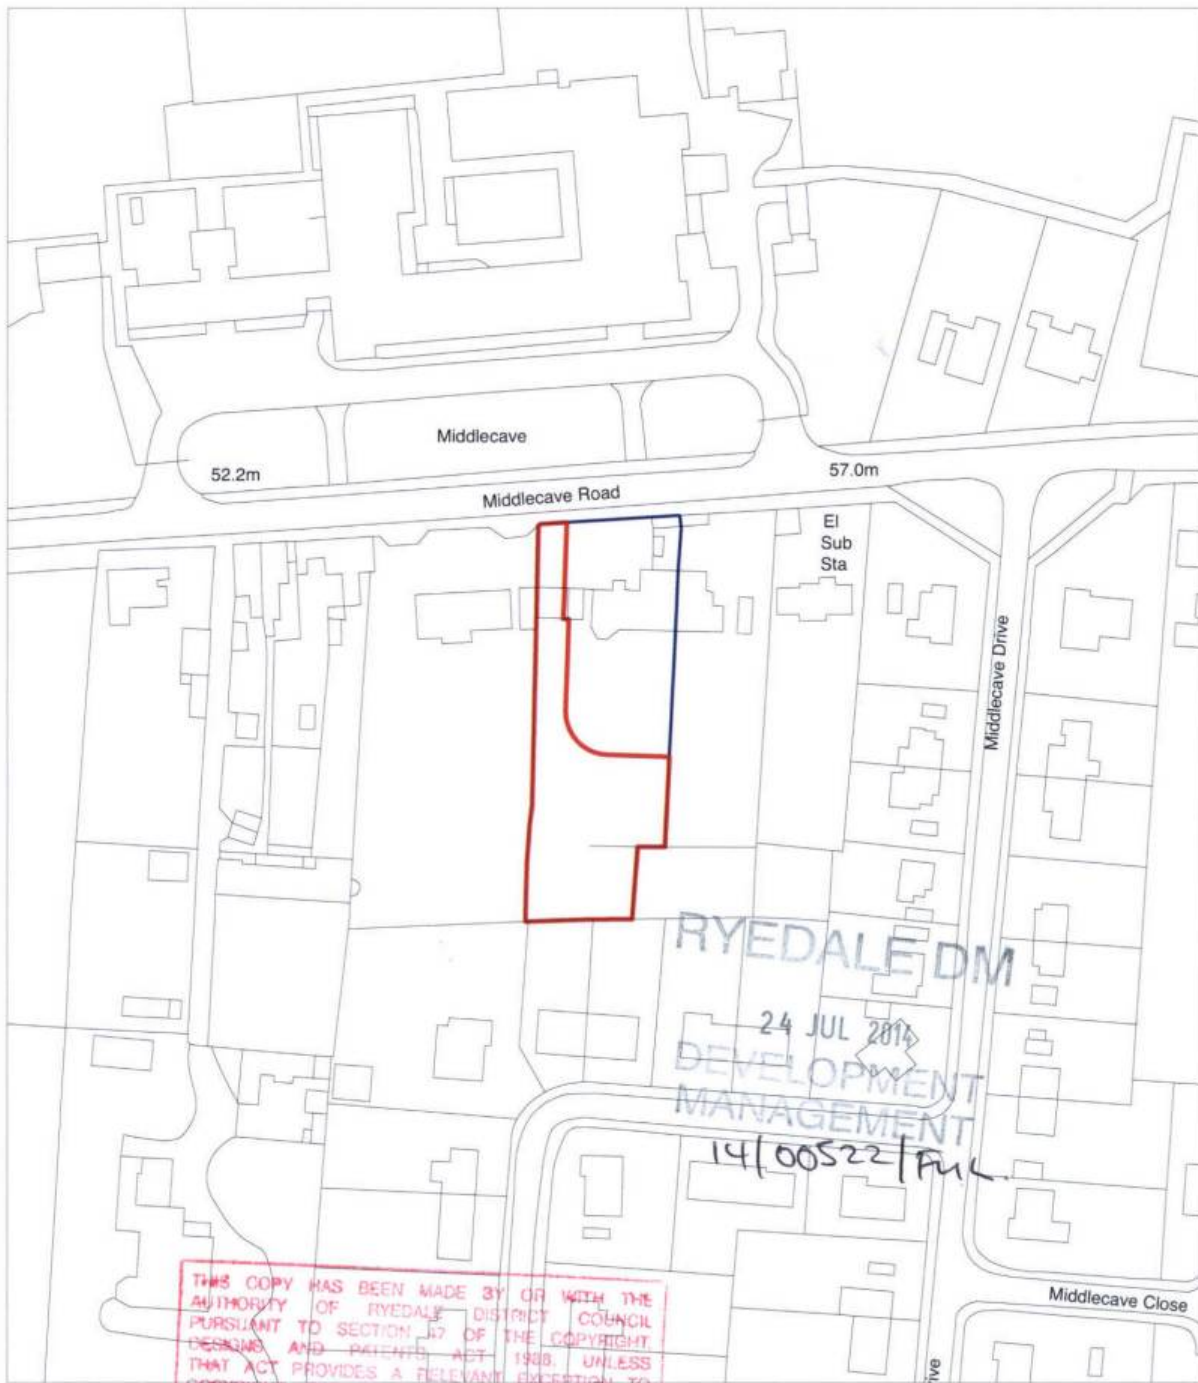 Middlecave
52.2m
57.0m
Middlecave Road
El
Sub
Sta
Middlecave Drive
RYEDALE DM
24 JUL 2014
DEVELOPMENT
MANAGEMENT
14/00522/FUL.
Middlecave Close
THIS COPY HAS BEEN MADE BY OR WITH THE
AUTHORITY OF RYEDALE DISTRICT COUNCIL
PURSUANT TO SECTION 47 OF THE COPYRIGHT
DESIGNS AND PATENTS ACT 1988. UNLESS
THAT ACT PROVIDES A RELEVANT EXCEPTION TO